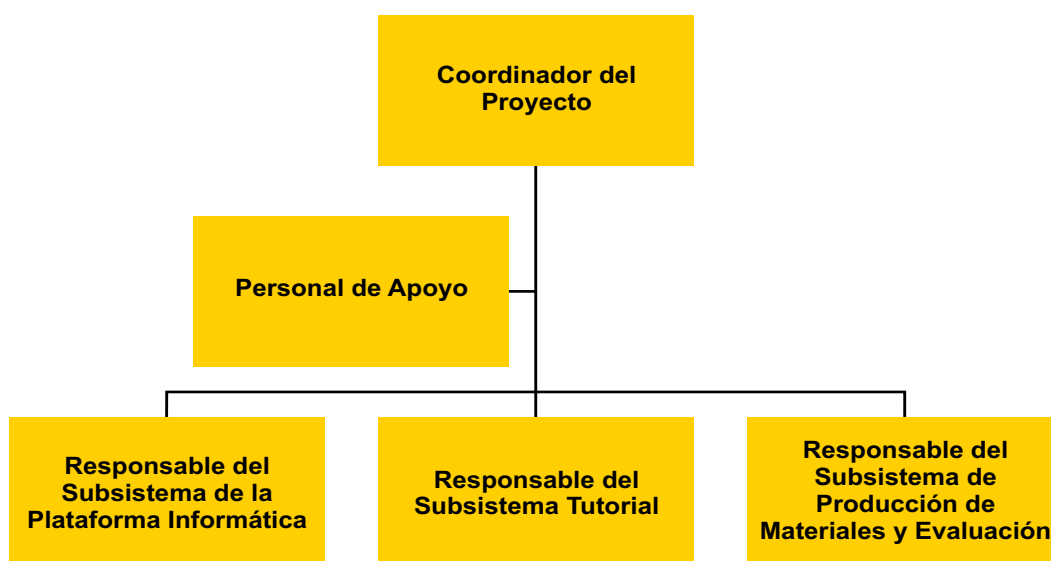 Coordinador del
Proyecto
Personal de Apoyo
Responsable del
Subsistema de la
Plataforma Informática
Responsable del
Subsistema Tutorial
Responsable del
Subsistema de
Producción de
Materiales y Evaluación